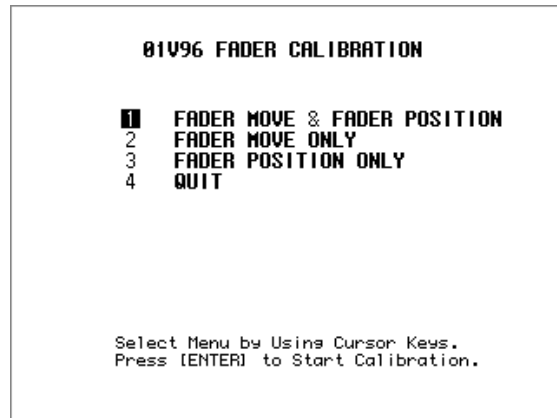 01V96 FADER CALIBRATION
1 FADER MOVE & FADER POSITION
2 FADER MOVE ONLY
3 FADER POSITION ONLY
4 QUIT
Select Menu by Using Cursor Keys.
Press [ENTER] to Start Calibration.